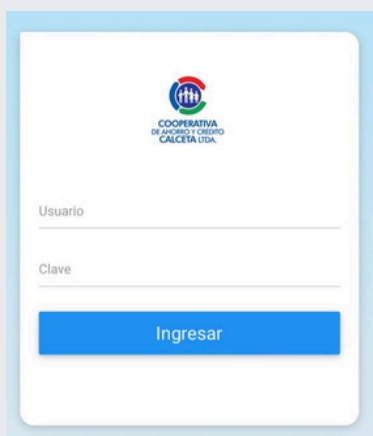 COOPERATIVA
DE AHORRO Y CREDITO
CALCETA LTDA.
Usuario
Clave
Ingresar